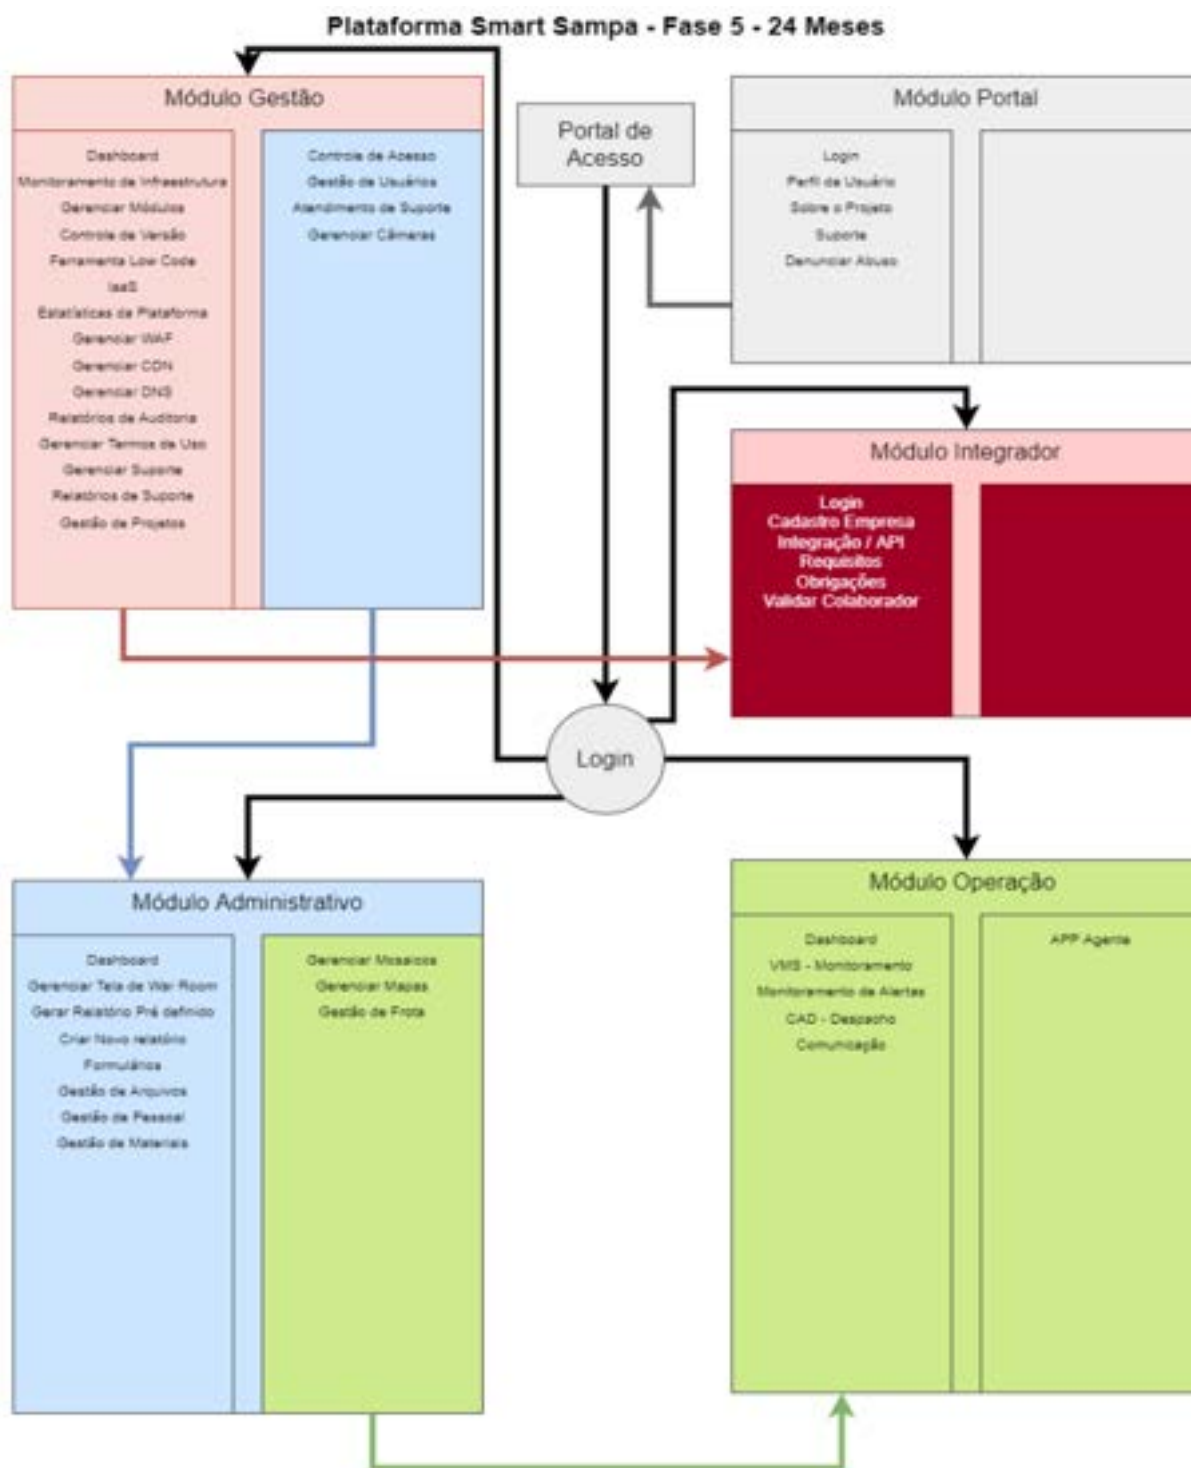 Plataforma Smart Sampa - Fase 5 - 24 Meses
Módulo Gestão
Dashboard
Monitoramento de Infraestrutura
Gerenciar Módulos
Controle de Versão
Ferramenta Low Code
IaaS
Estatísticas da Plataforma
Gerenciar WAF
Gerenciar CDN
Gerenciar DNS
Relatórios de Auditoria
Gerenciar Termos de Uso
Gerenciar Suporte
Relatórios de Suporte
Gestão de Projetos
Controle de Acesso
Gestão de Usuários
Atendimento de Suporte
Gerenciar Câmeras
Portal de
Acesso
Módulo Portal
Login
Perfil de Usuário
Sobre o Projeto
Suporte
Denunciar Abuso
Módulo Integrador
Login
Cadastro Empresa
Integração / API
Requisitos
Obrigações
Validar Colaborador
Login
Módulo Administrativo
Dashboard
Gerenciar Tela de War Room
Gerar Relatório Pré definido
Criar Novo relatório
Formulários
Gestão de Arquivos
Gestão de Pessoal
Gestão de Materiais
Gerenciar Mosaicos
Gerenciar Mapas
Gestão de Frota
Módulo Operação
Dashboard
VMS - Monitoramento
Monitoramento de Alertas
CAD - Despacho
Comunicação
APP Agente